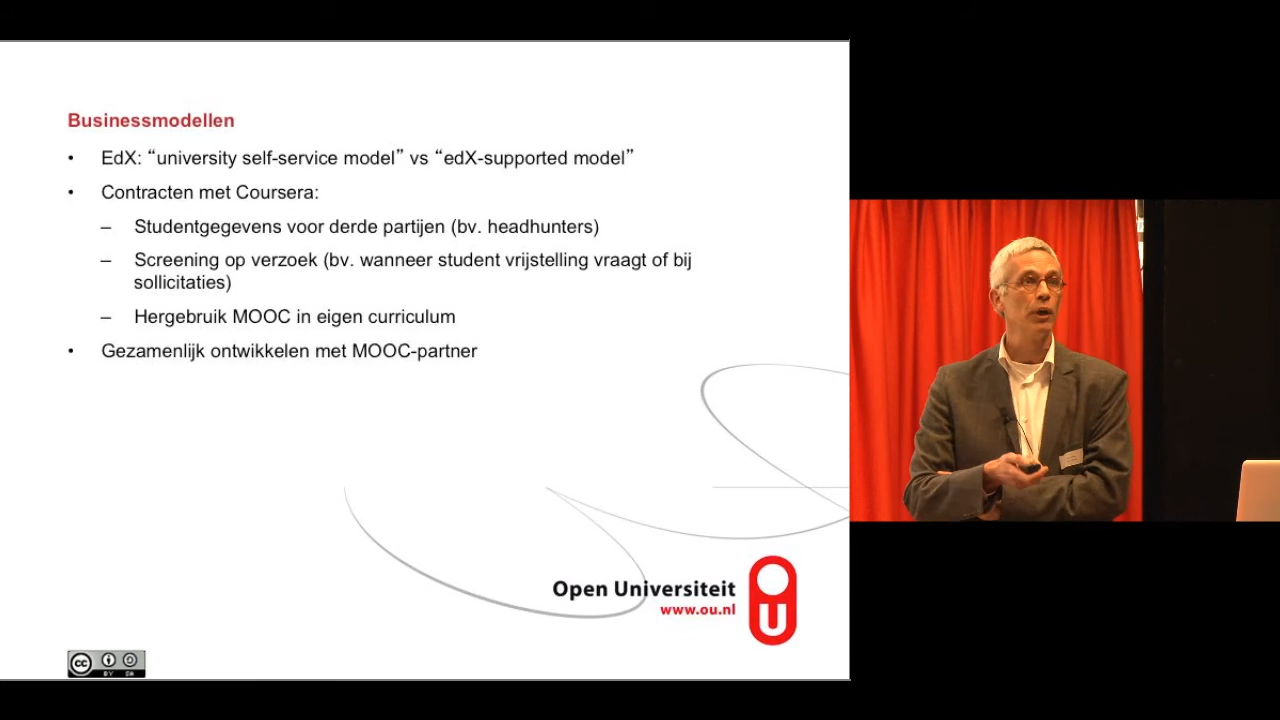 Businessmodellen
• EdX: “university self-service model” vs “edX-supported model”
• Contracten met Coursera:
– Studentgegevens voor derde partijen (bv. headhunters)
– Screening op verzoek (bv. wanneer student vrijstelling vraagt of bij
sollicitaties)
– Hergebruik MOOC in eigen curriculum
• Gezamenlijk ontwikkelen met MOOC-partner
Open Universiteit
www.ou.nl
OU
cc
BY SA